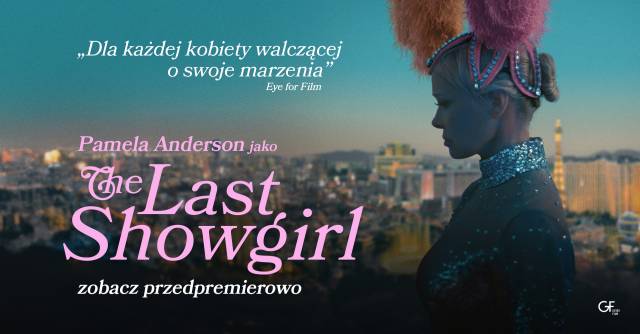 „Dla każdej kobiety walczącej
o swoje marzenia”
Eye for Film
Pamela Anderson jako
The Last
Showgirl
zobacz przedpremierowo
GF